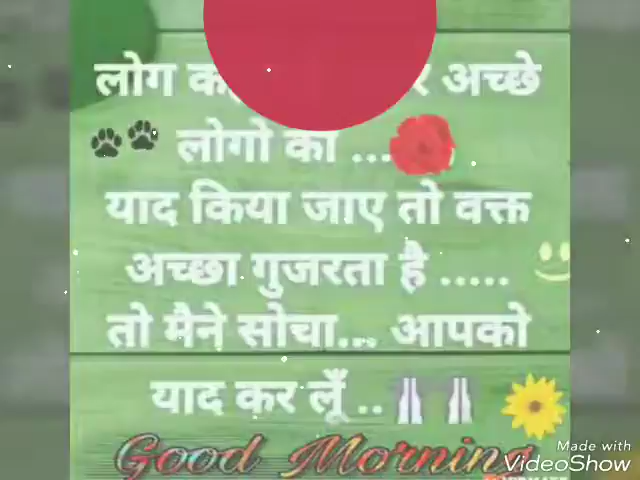 लोग अच्छे
लोगो को ...
याद किया जाए तो वक्त
अच्छा गुजरता है .....
तो मैने सोचा... आपको
याद कर लूँ ..
Good Morning
Made with
VideoShow